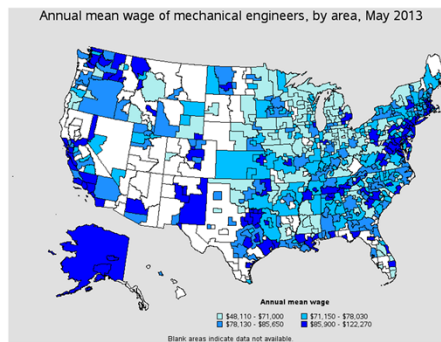 Annual mean wage of mechanical engineers, by area, May 2013
Annual mean wage
$48,110 - $71,000 $71,150 - $78,030
$78,130 - $85,650 $85,900 - $122,270
Blank areas indicate data not available.